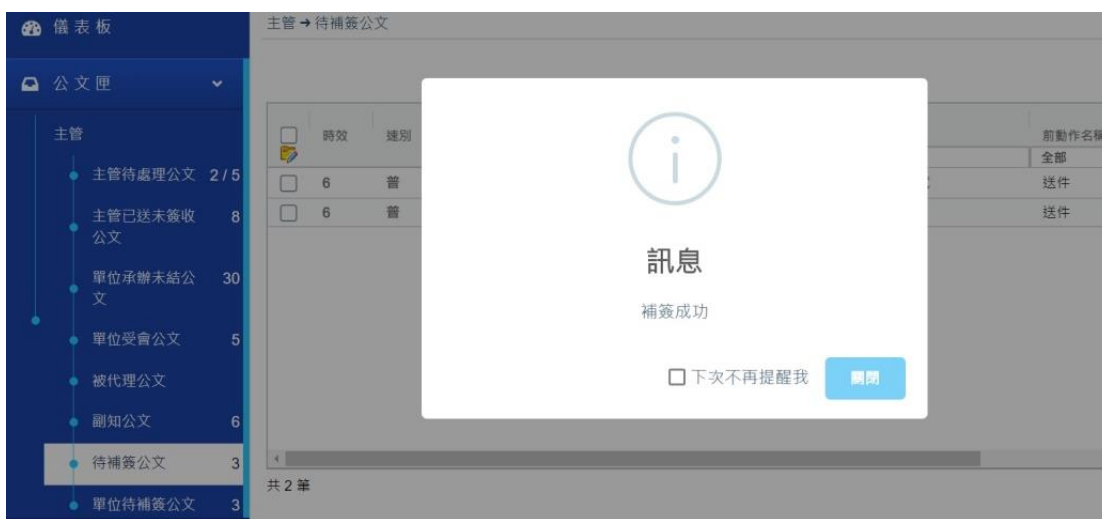 儀表板
公文匣
主管
主管待處理公文 2 / 5
主管已送未簽收 8
公文
單位承辦未結公 30
文
單位受會公文 5
被代理公文
副知公文 6
待補簽公文 3
單位待補簽公文 3
主管➔待補簽公文
時效 速別 前動作名稱
全部
6 普 送件
6 普 送件
共 2 筆
訊息
補簽成功
下次不再提醒我 關閉